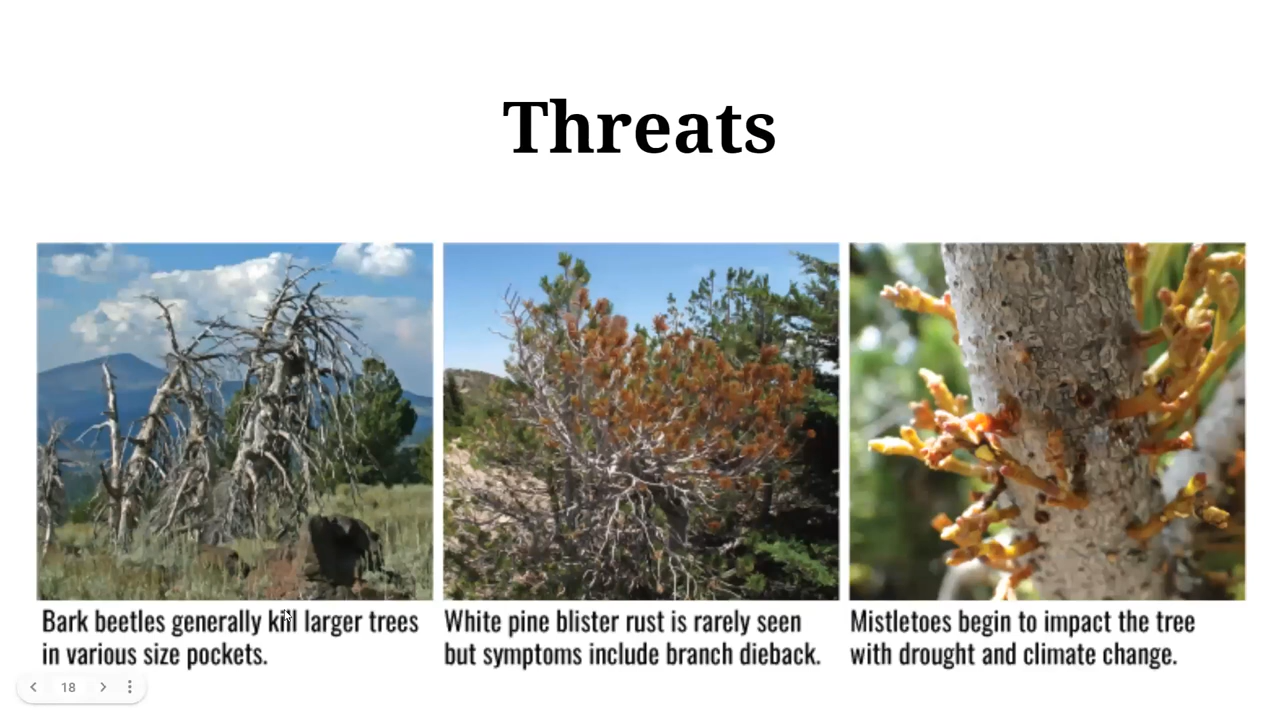 Threats
Bark beetles generally kill larger trees
in various size pockets.
White pine blister rust is rarely seen
but symptoms include branch dieback.
Mistletoes begin to impact the tree
with drought and climate change.
18